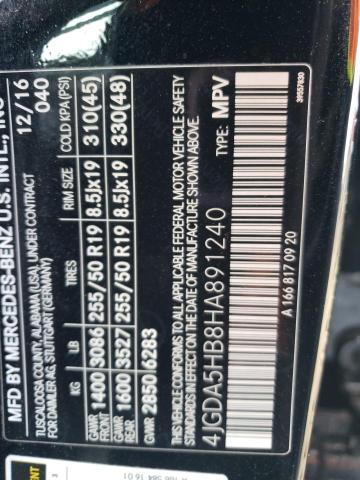 MFD BY MERCEDES-BENZ U.S. INTL., INC
TUSCALOOSA COUNTY, ALABAMA (USA), UNDER CONTRACT
FOR DAIMLER AG, STUTTGART (GERMANY)
12/16
040
KG LB TIRES RIM SIZE COLD KPA(PSI)
GAWR FRONT 1400 3086 255/50 R19 8.5Jx19 310(45)
GAWR REAR 1600 3527 255/50 R19 8.5Jx19 330(48)
GVWR 2850 6283
THIS VEHICLE CONFORMS TO ALL APPLICABLE FEDERAL MOTOR VEHICLE SAFETY
AND THEFT PREVENTION STANDARDS IN EFFECT ON THE DATE OF MANUFACTURE SHOWN ABOVE.
TYPE: MPV
4JGDA5HB8HA891240
A 166 817 09 20
39557830